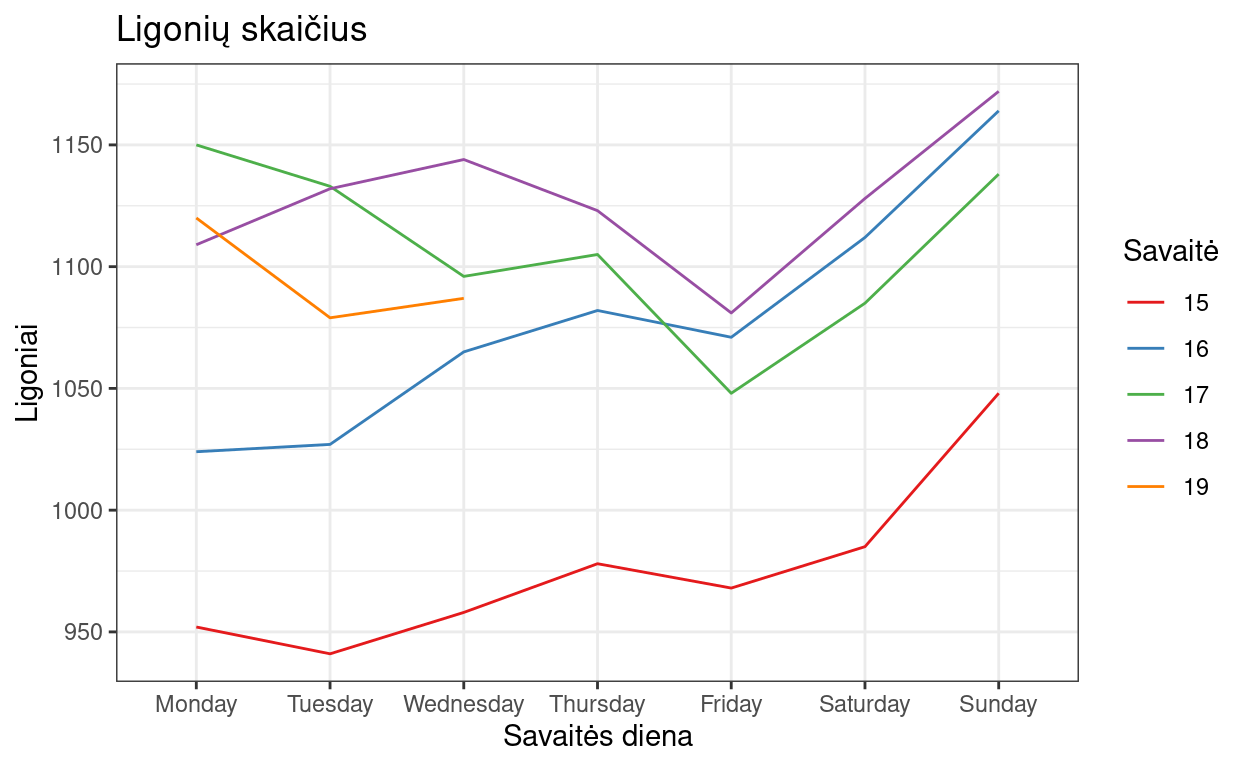 Ligonių skaičius
Ligoniai
1150
1100
1050
1000
950
Monday Tuesday Wednesday Thursday Friday Saturday Sunday
Savaitės diena
Savaitė
15
16
17
18
19